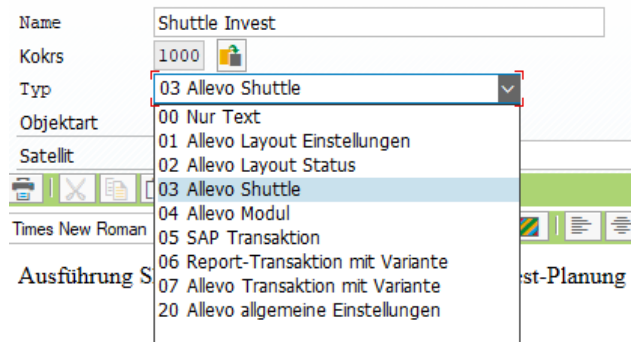 Name Shuttle Invest
Kokrs 1000
Typ 03 Allevo Shuttle
Objektart 00 Nur Text
01 Allevo Layout Einstellungen
Satellit 02 Allevo Layout Status
03 Allevo Shuttle
04 Allevo Modul
Times New Roman 05 SAP Transaktion
06 Report-Transaktion mit Variante
Ausführung S 07 Allevo Transaktion mit Variante est-Planung
20 Allevo allgemeine Einstellungen